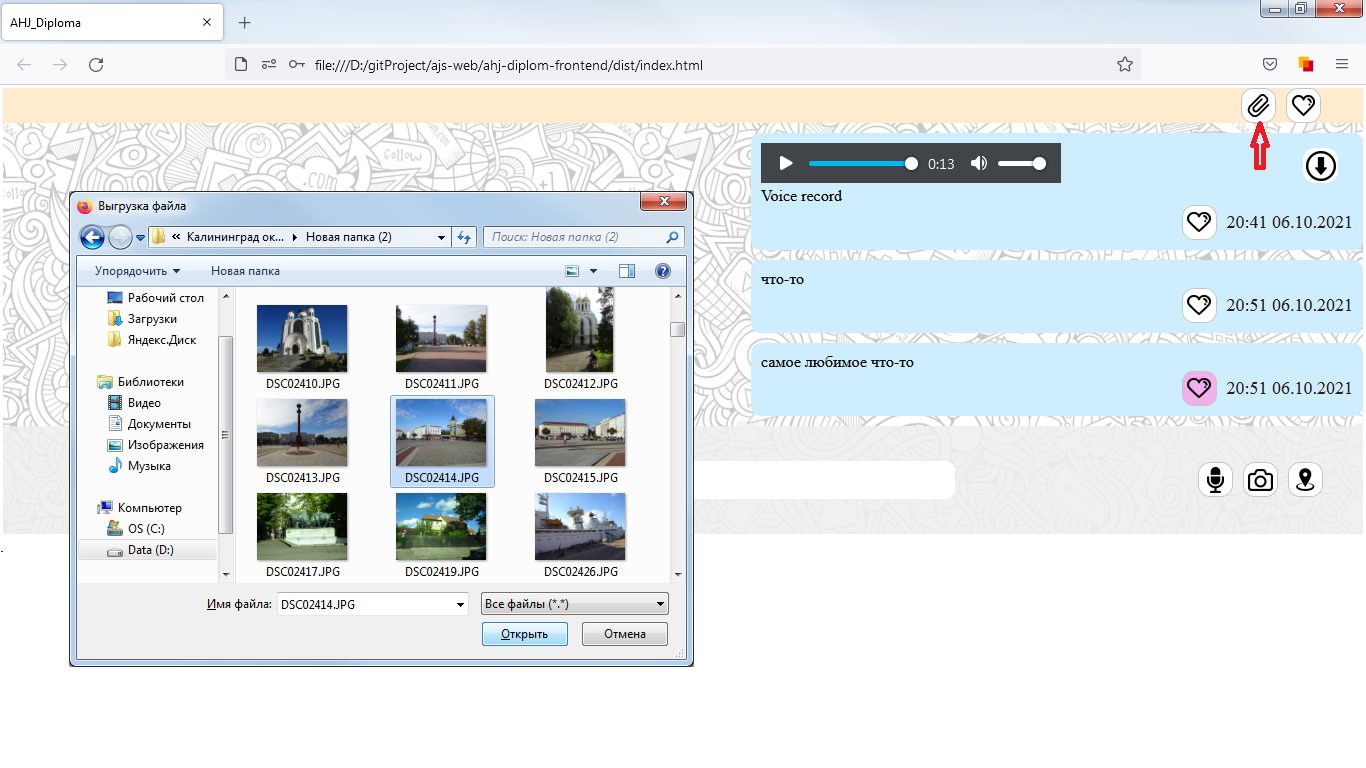 AHJ_Diploma
file:///D:/gitProject/ajs-web/ahj-diplom-frontend/dist/index.html
follow
.com
0:13
Voice record
20:41 06.10.2021
что-то
20:51 06.10.2021
самое любимое что-то
20:51 06.10.2021
Выгрузка файла
« Калининград ок... Новая папка (2)
Поиск: Новая папка (2)
Упорядочить
Новая папка
Рабочий стол
Загрузки
Яндекс.Диск
Библиотеки
Видео
Документы
Изображения
Музыка
Компьютер
OS (C:)
Data (D:)
DSC02410.JPG
DSC02411.JPG
DSC02412.JPG
DSC02413.JPG
DSC02414.JPG
DSC02415.JPG
DSC02417.JPG
DSC02419.JPG
DSC02426.JPG
Имя файла: DSC02414.JPG
Все файлы (*.*)
Открыть
Отмена